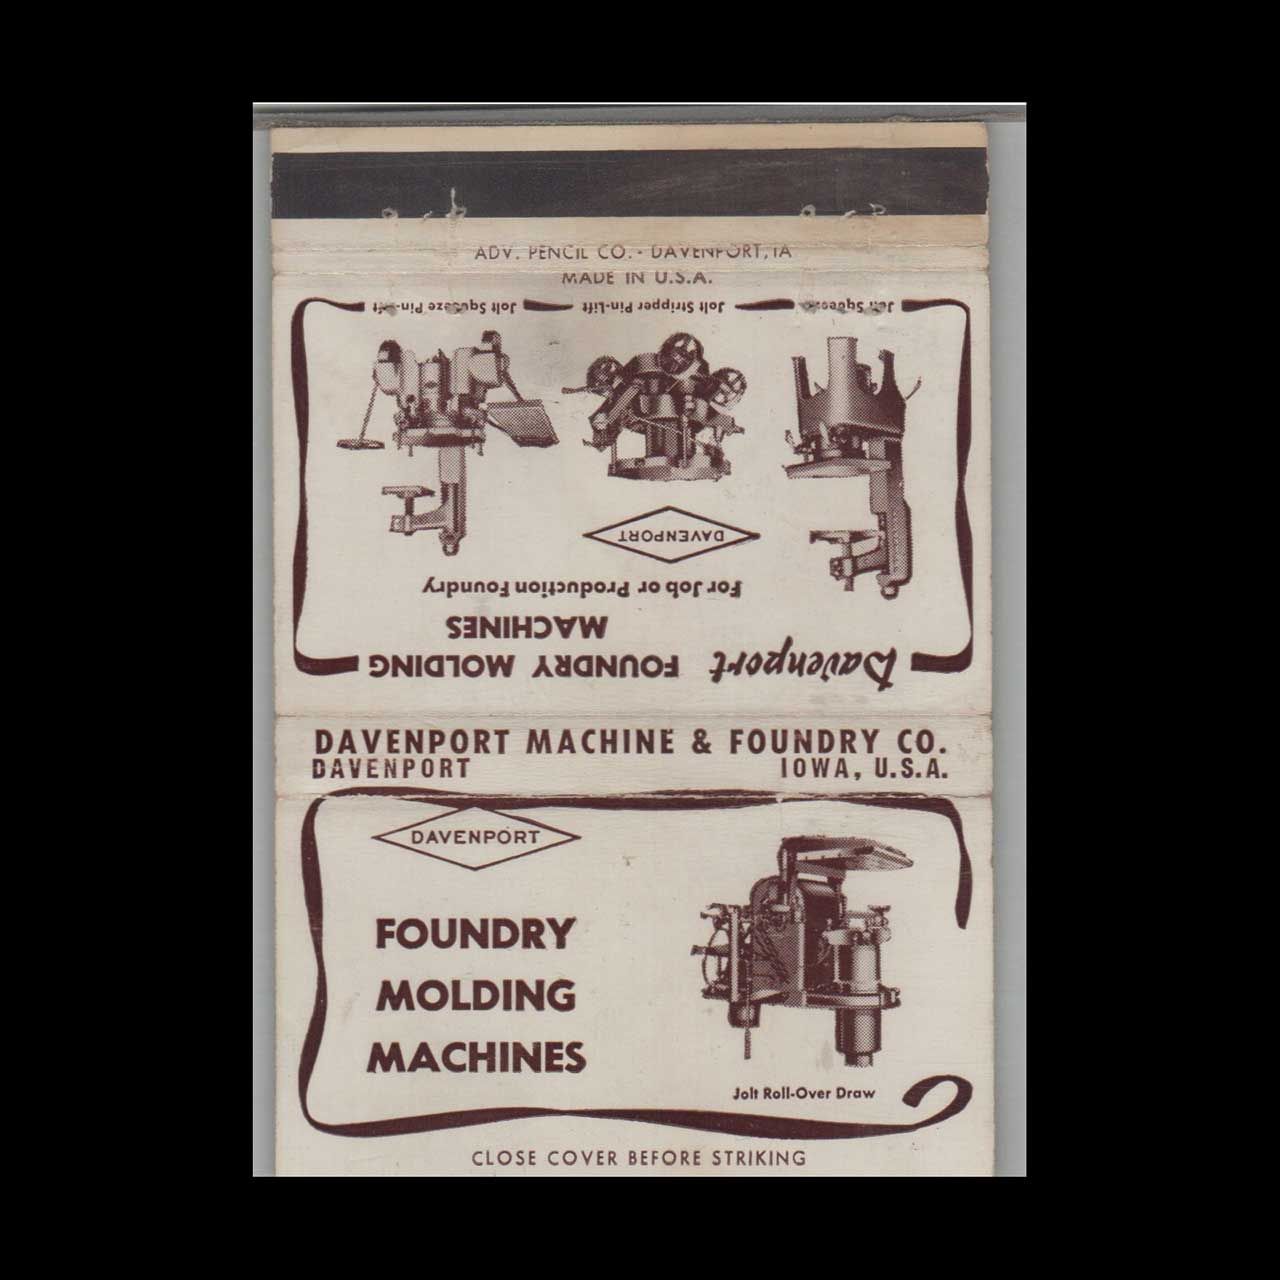 ADV. PENCIL CO. - DAVENPORT, IA
MADE IN U.S.A.
Davenport FOUNDRY MOLDING
MACHINES
For Job or Production Foundry
DAVENPORT
Jolt Squeeze
Jolt Stripper Pin-Lift
Jolt Squeeze Pin-Lift
DAVENPORT MACHINE & FOUNDRY CO.
DAVENPORT IOWA, U.S.A.
DAVENPORT
FOUNDRY
MOLDING
MACHINES
Jolt Roll-Over Draw
CLOSE COVER BEFORE STRIKING